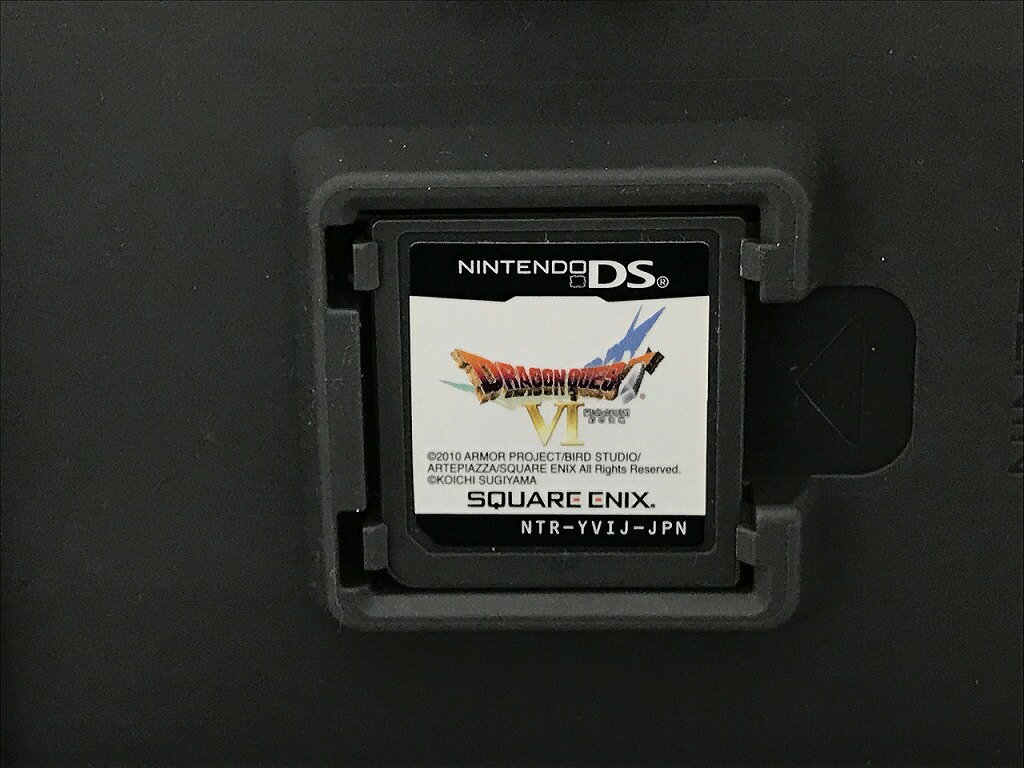 NINTENDO DS®
DRAGON QUEST
VI
©2010 ARMOR PROJECT/BIRD STUDIO/
ARTEPIAZZA/SQUARE ENIX All Rights Reserved.
©KOICHI SUGIYAMA
SQUARE ENIX.
NTR-YVIJ-JPN